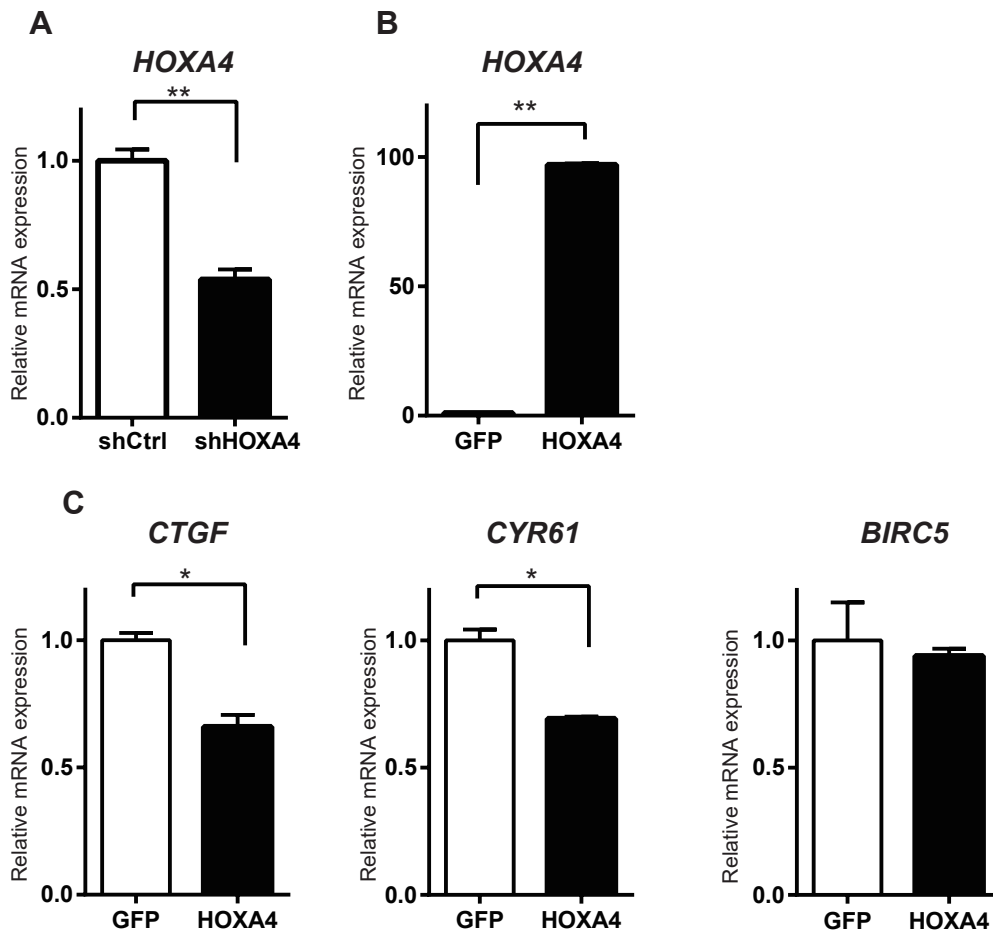 A
HOXA4
**
Relative mRNA expression
1.0
0.5
0.0
shCtrl shHOXA4
B
HOXA4
**
Relative mRNA expression
100
50
0
GFP HOXA4
C
CTGF
*
Relative mRNA expression
1.0
0.5
0.0
GFP HOXA4
CYR61
*
Relative mRNA expression
1.0
0.5
0.0
GFP HOXA4
BIRC5
Relative mRNA expression
1.0
0.5
0.0
GFP HOXA4